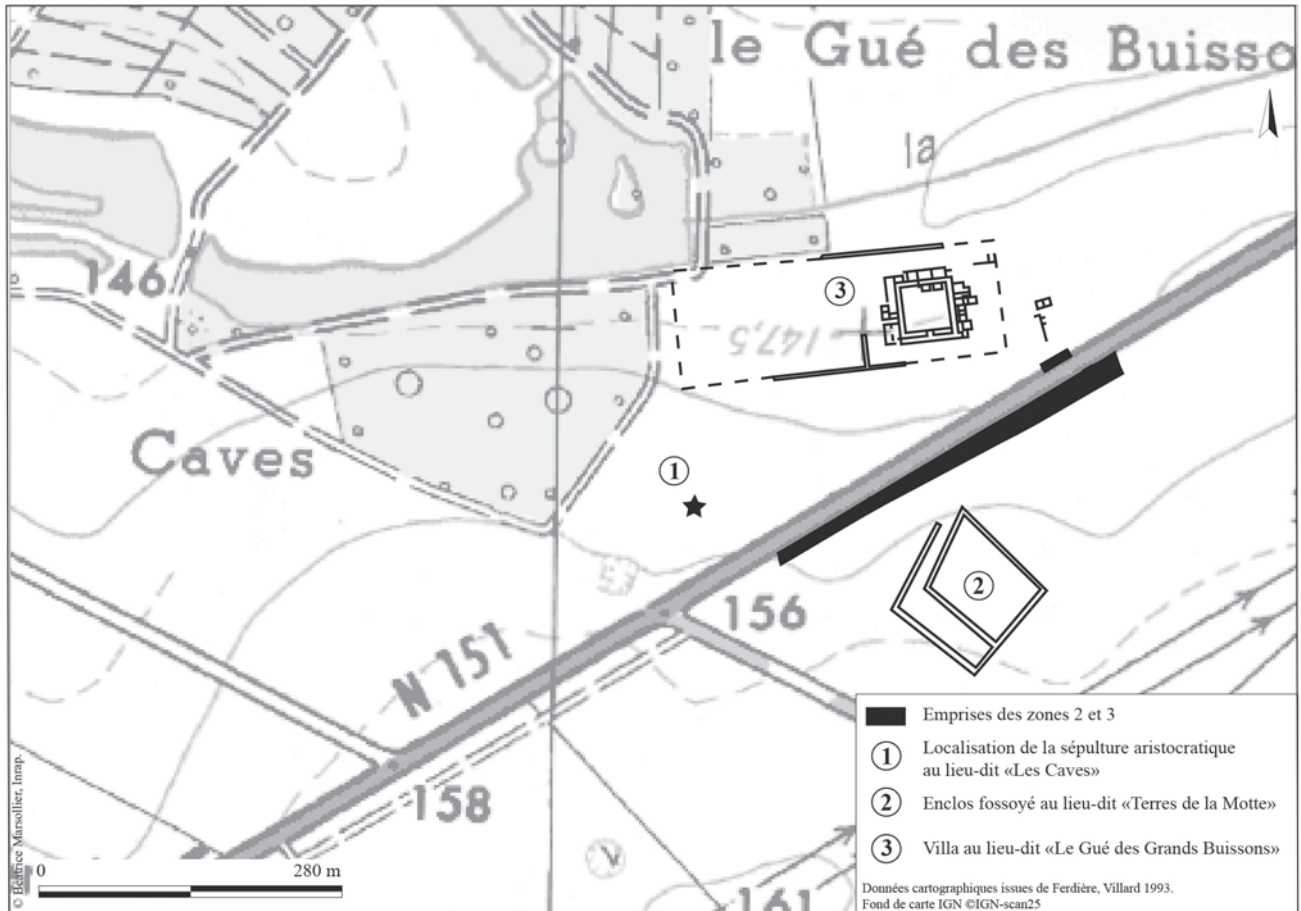 le Gué des Buisso
la
③
146
147,5
Caves
①
②
156
N 151
158
161
Emprises des zones 2 et 3
① Localisation de la sépulture aristocratique
au lieu-dit «Les Caves»
② Enclos fossoyé au lieu-dit «Terres de la Motte»
③ Villa au lieu-dit «Le Gué des Grands Buissons»
Données cartographiques issues de Ferdière, Villard 1993.
Fond de carte IGN ©IGN-scan25
0 280 m
© Béatrice Marsollier, Inrap.